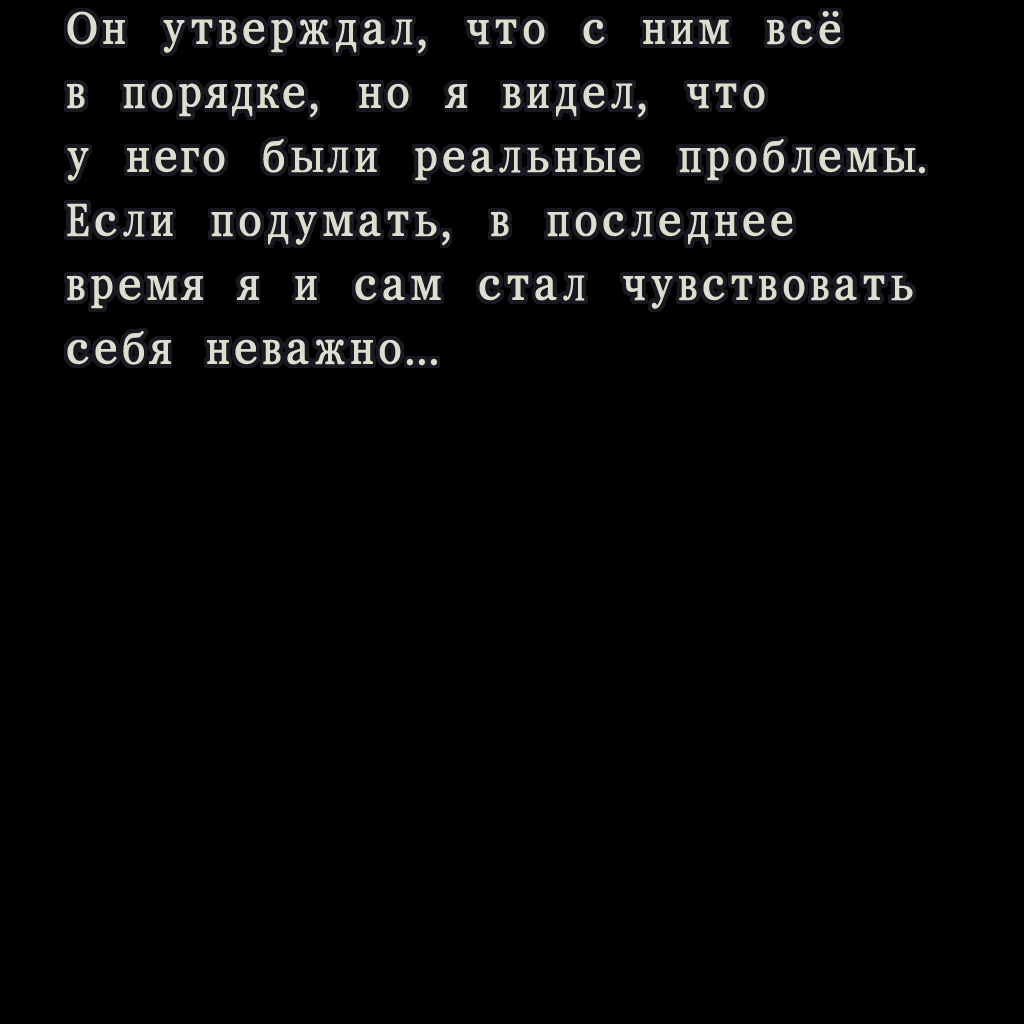 Он утверждал, что с ним всё
в порядке, но я видел, что
у него были реальные проблемы.
Если подумать, в последнее
время я и сам стал чувствовать
себя неважно...